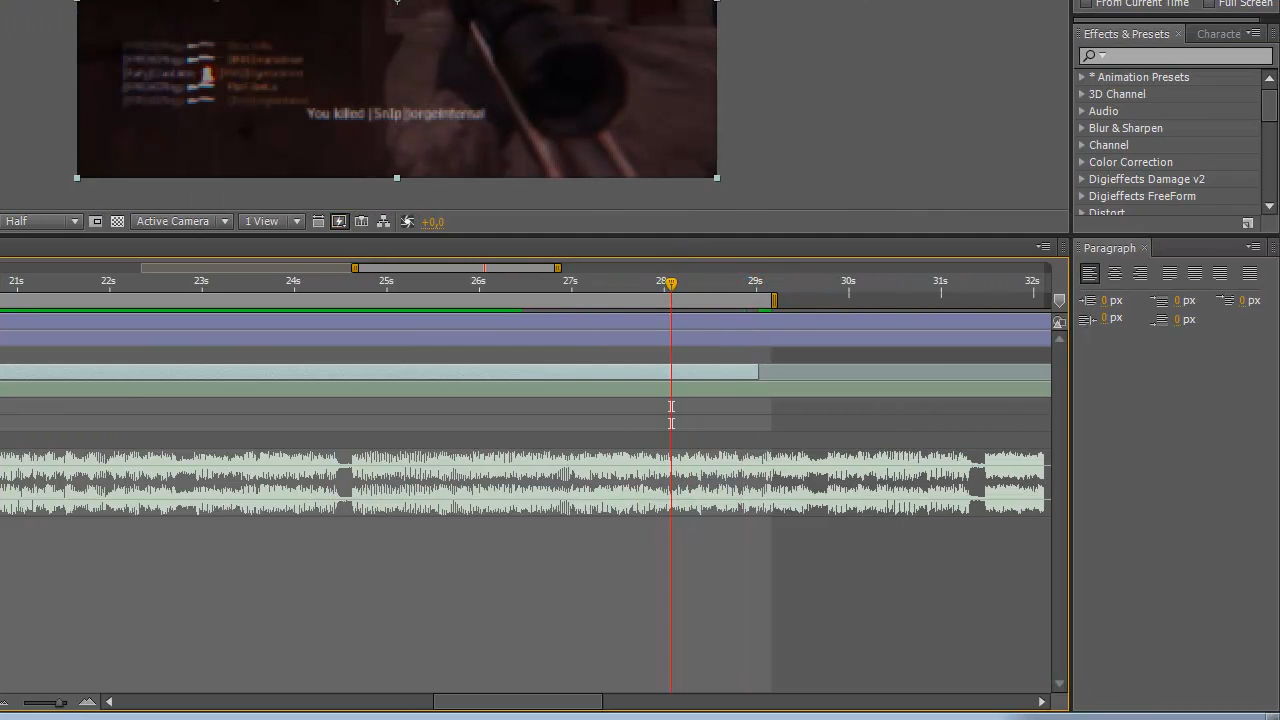 From Current Time
Full Screen
Effects & Presets
Characte
* Animation Presets
3D Channel
Audio
Blur & Sharpen
Channel
Color Correction
Digieffects Damage v2
Digieffects FreeForm
Distort
You killed
Half
Active Camera
1 View
+0,0
Paragraph
21s
22s
23s
24s
25s
26s
27s
28s
29s
30s
31s
32s
0 px
0 px
0 px
0 px
0 px